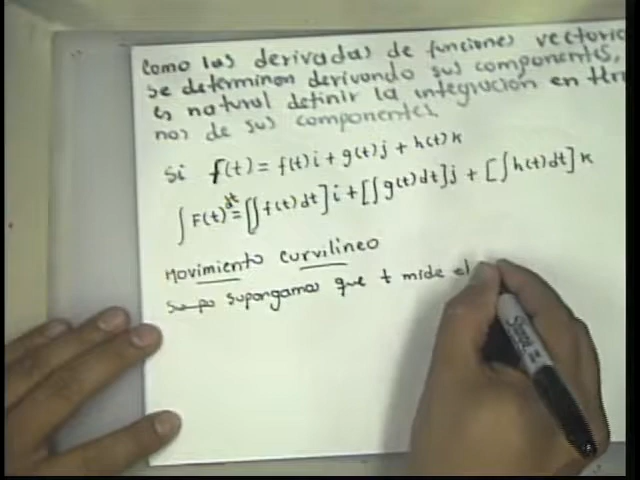 Como las derivadas de funciones vectoria
se determinan derivando sus componentes,
es natural definir la integración en tér
nos de sus componentes.
Si f(t) = f(t)i + g(t)j + h(t)k
∫F(t)dt = [∫f(t)dt]i + [∫g(t)dt]j + [∫h(t)dt]k
Movimiento curvilineo
supo supongamos que t mide el
SHARPIE